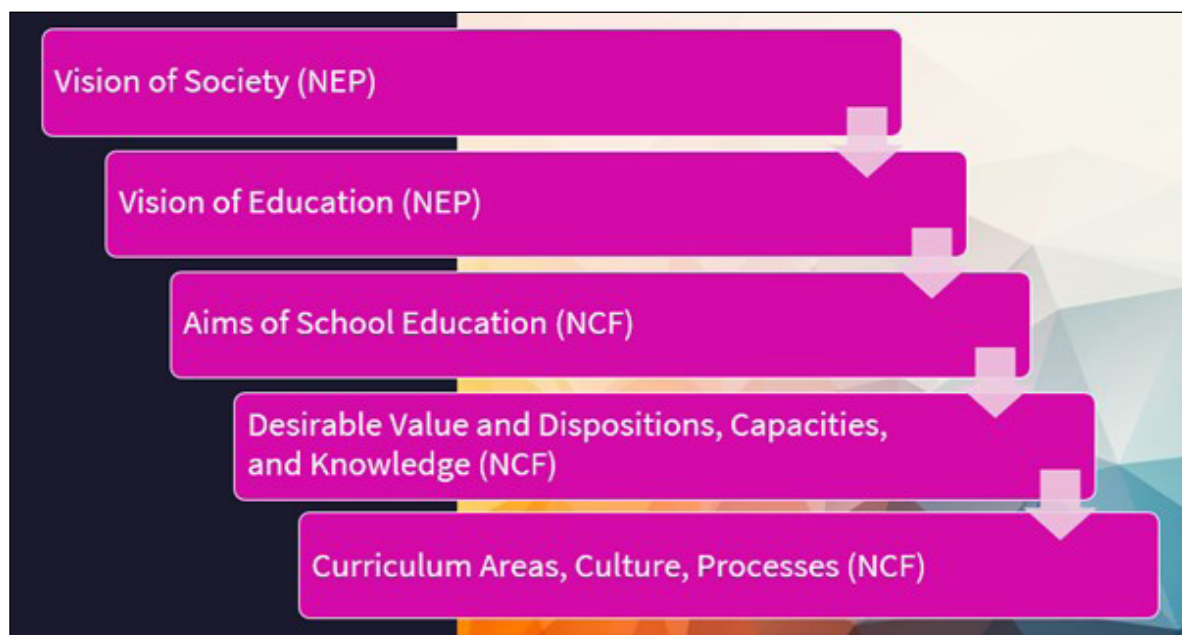 Vision of Society (NEP)
Vision of Education (NEP)
Aims of School Education (NCF)
Desirable Value and Dispositions, Capacities,
and Knowledge (NCF)
Curriculum Areas, Culture, Processes (NCF)